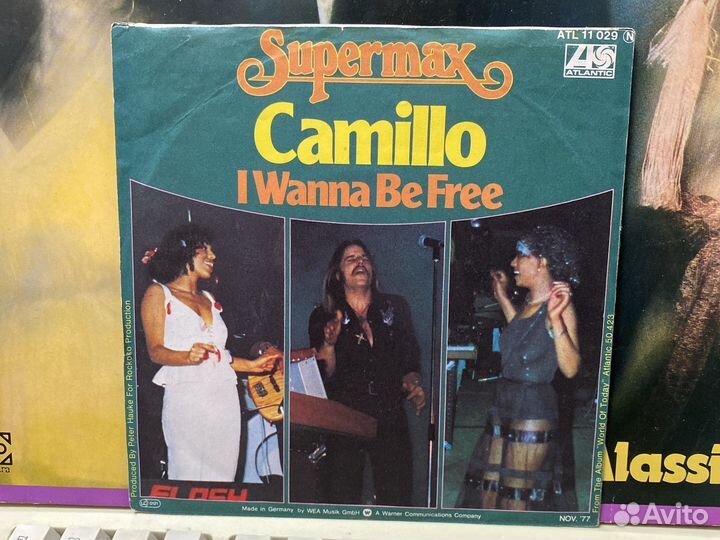 ATL 11 029 N
Supermax
ATLANTIC
Camillo
I Wanna Be Free
Produced By Peter Hauke For Rockoko Production
From The Album "World Of Today" Atlantic 50 423
Made in Germany by WEA Musik GmbH W A Warner Communications Company
NOV. '77
lassi
F1
Avito